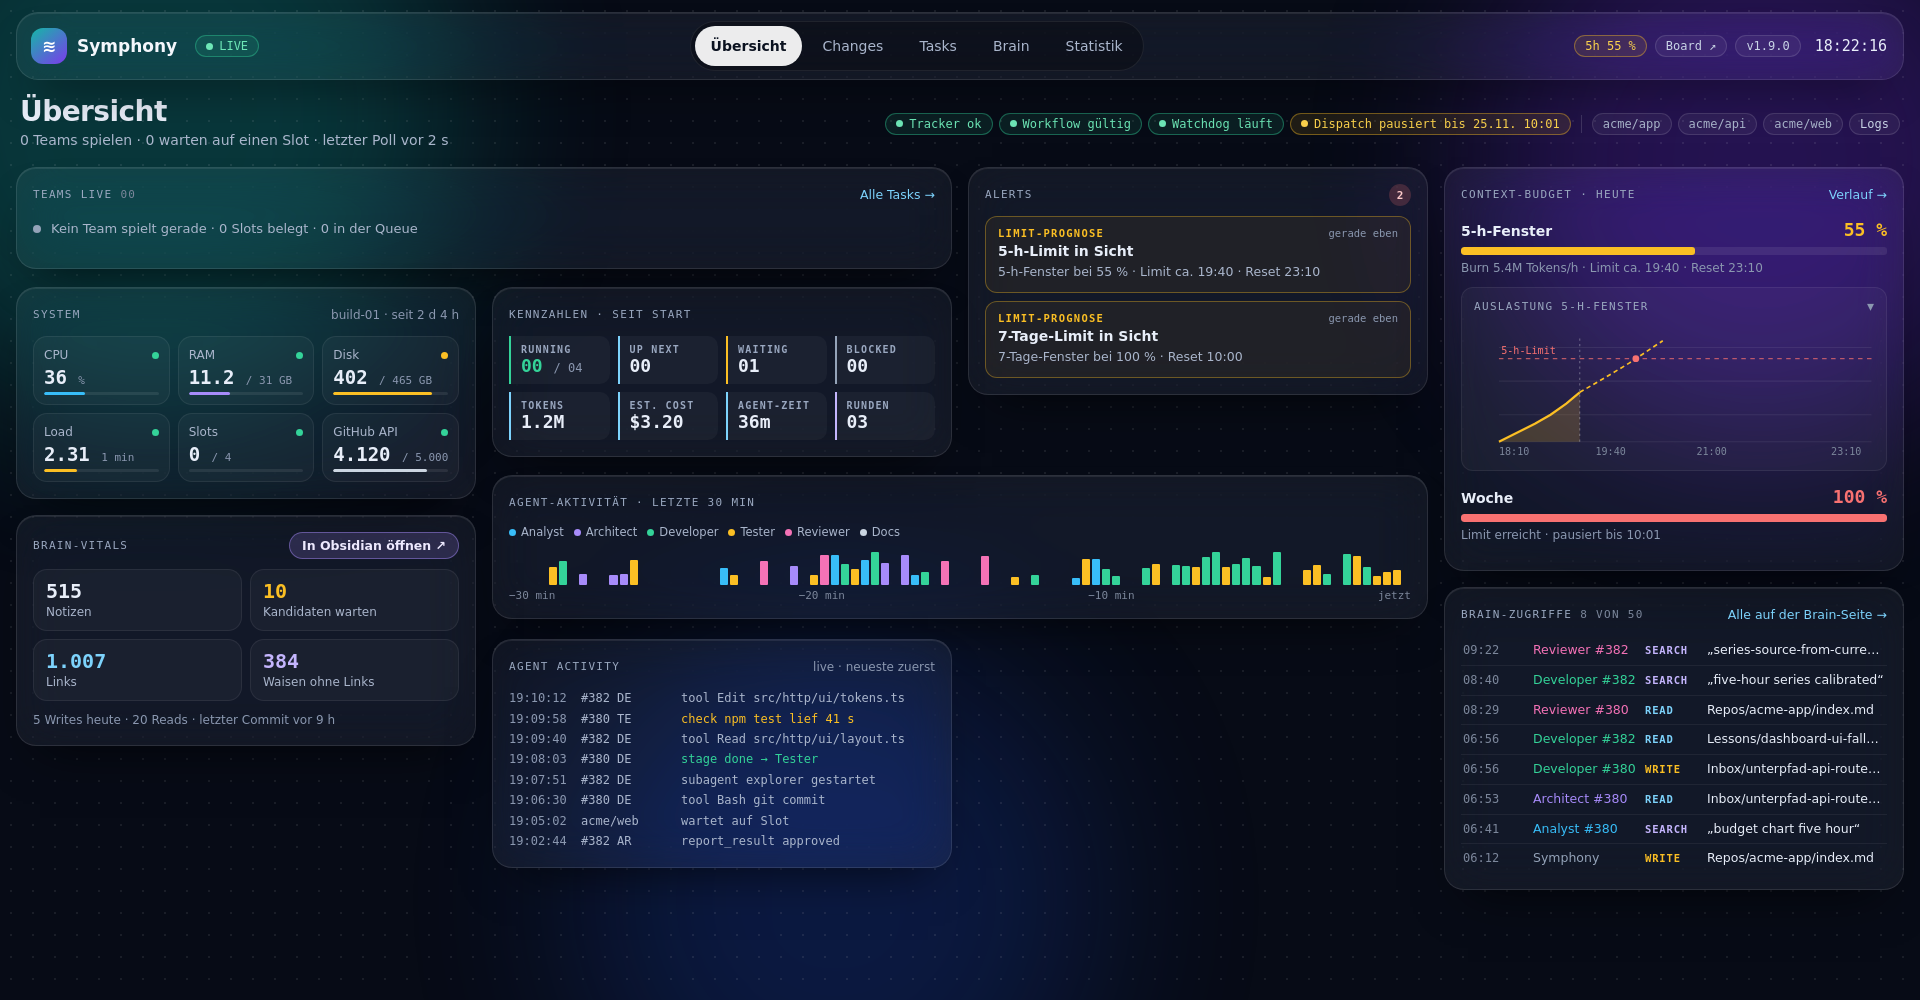 ≋ Symphony LIVE Übersicht Changes Tasks Brain Statistik 5h 55 % Board ↗ v1.9.0 18:22:16
Übersicht
0 Teams spielen · 0 warten auf einen Slot · letzter Poll vor 2 s
Tracker ok Workflow gültig Watchdog läuft Dispatch pausiert bis 25.11. 10:01 acme/app acme/api acme/web Logs
TEAMS LIVE 00 Alle Tasks →
Kein Team spielt gerade · 0 Slots belegt · 0 in der Queue
SYSTEM build-01 · seit 2 d 4 h
CPU
36 %
RAM
11.2 / 31 GB
Disk
402 / 465 GB
Load
2.31 1 min
Slots
0 / 4
GitHub API
4.120 / 5.000
BRAIN-VITALS In Obsidian öffnen ↗
515
Notizen
10
Kandidaten warten
1.007
Links
384
Waisen ohne Links
5 Writes heute · 20 Reads · letzter Commit vor 9 h
KENNZAHLEN · SEIT START
RUNNING
00 / 04
UP NEXT
00
WAITING
01
BLOCKED
00
TOKENS
1.2M
EST. COST
$3.20
AGENT-ZEIT
36m
RUNDEN
03
ALERTS 2
LIMIT-PROGNOSE gerade eben
5-h-Limit in Sicht
5-h-Fenster bei 55 % · Limit ca. 19:40 · Reset 23:10
LIMIT-PROGNOSE gerade eben
7-Tage-Limit in Sicht
7-Tage-Fenster bei 100 % · Reset 10:00
AGENT-AKTIVITÄT · LETZTE 30 MIN
Analyst Architect Developer Tester Reviewer Docs
−30 min −20 min −10 min jetzt
AGENT ACTIVITY live · neueste zuerst
19:10:12 #382 DE tool Edit src/http/ui/tokens.ts
19:09:58 #380 TE check npm test lief 41 s
19:09:40 #382 DE tool Read src/http/ui/layout.ts
19:08:03 #380 DE stage done → Tester
19:07:51 #382 DE subagent explorer gestartet
19:06:30 #380 DE tool Bash git commit
19:05:02 acme/web wartet auf Slot
19:02:44 #382 AR report_result approved
CONTEXT-BUDGET · HEUTE Verlauf →
5-h-Fenster 55 %
Burn 5.4M Tokens/h · Limit ca. 19:40 · Reset 23:10
AUSLASTUNG 5-H-FENSTER ▼
5-h-Limit
18:10 19:40 21:00 23:10
Woche 100 %
Limit erreicht · pausiert bis 10:01
BRAIN-ZUGRIFFE 8 VON 50 Alle auf der Brain-Seite →
09:22 Reviewer #382 SEARCH „series-source-from-curre…
08:40 Developer #382 SEARCH „five-hour series calibrated“
08:29 Reviewer #380 READ Repos/acme-app/index.md
06:56 Developer #382 READ Lessons/dashboard-ui-fall…
06:56 Developer #380 WRITE Inbox/unterpfad-api-route…
06:53 Architect #380 READ Inbox/unterpfad-api-route…
06:41 Analyst #380 SEARCH „budget chart five hour“
06:12 Symphony WRITE Repos/acme-app/index.md